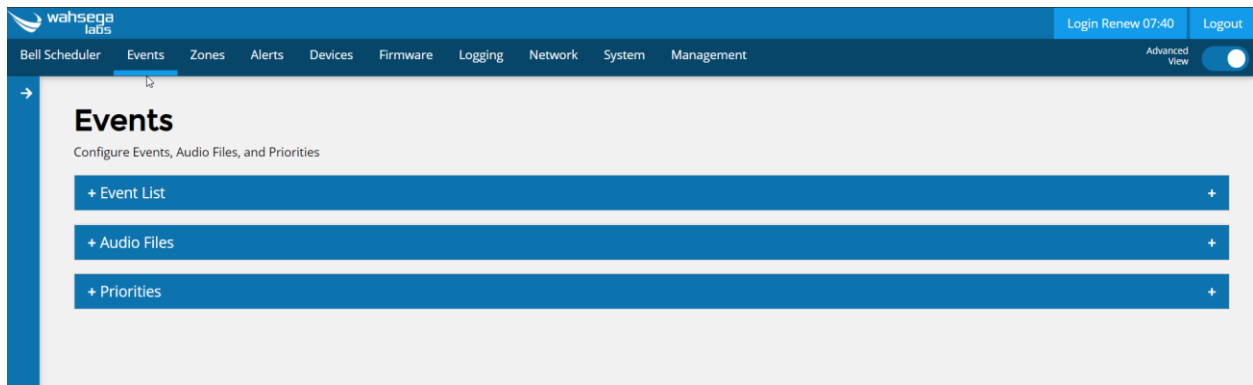 wahsega
labs
Login Renew 07:40 Logout
Bell Scheduler Events Zones Alerts Devices Firmware Logging Network System Management
Advanced
View
Events
Configure Events, Audio Files, and Priorities
+ Event List +
+ Audio Files +
+ Priorities +